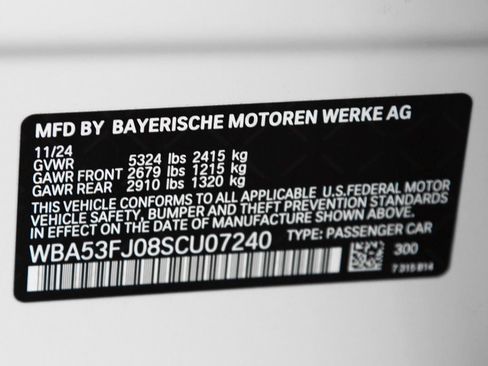 MFD BY BAYERISCHE MOTOREN WERKE AG
11/24
GVWR 5324 lbs 2415 kg
GAWR FRONT 2679 lbs 1215 kg
GAWR REAR 2910 lbs 1320 kg
THIS VEHICLE CONFORMS TO ALL APPLICABLE U.S.FEDERAL MOTOR
VEHICLE SAFETY, BUMPER AND THEFT PREVENTION STANDARDS
IN EFFECT ON THE DATE OF MANUFACTURE SHOWN ABOVE.
WBA53FJ08SCU07240 TYPE: PASSENGER CAR
300
7 315 814